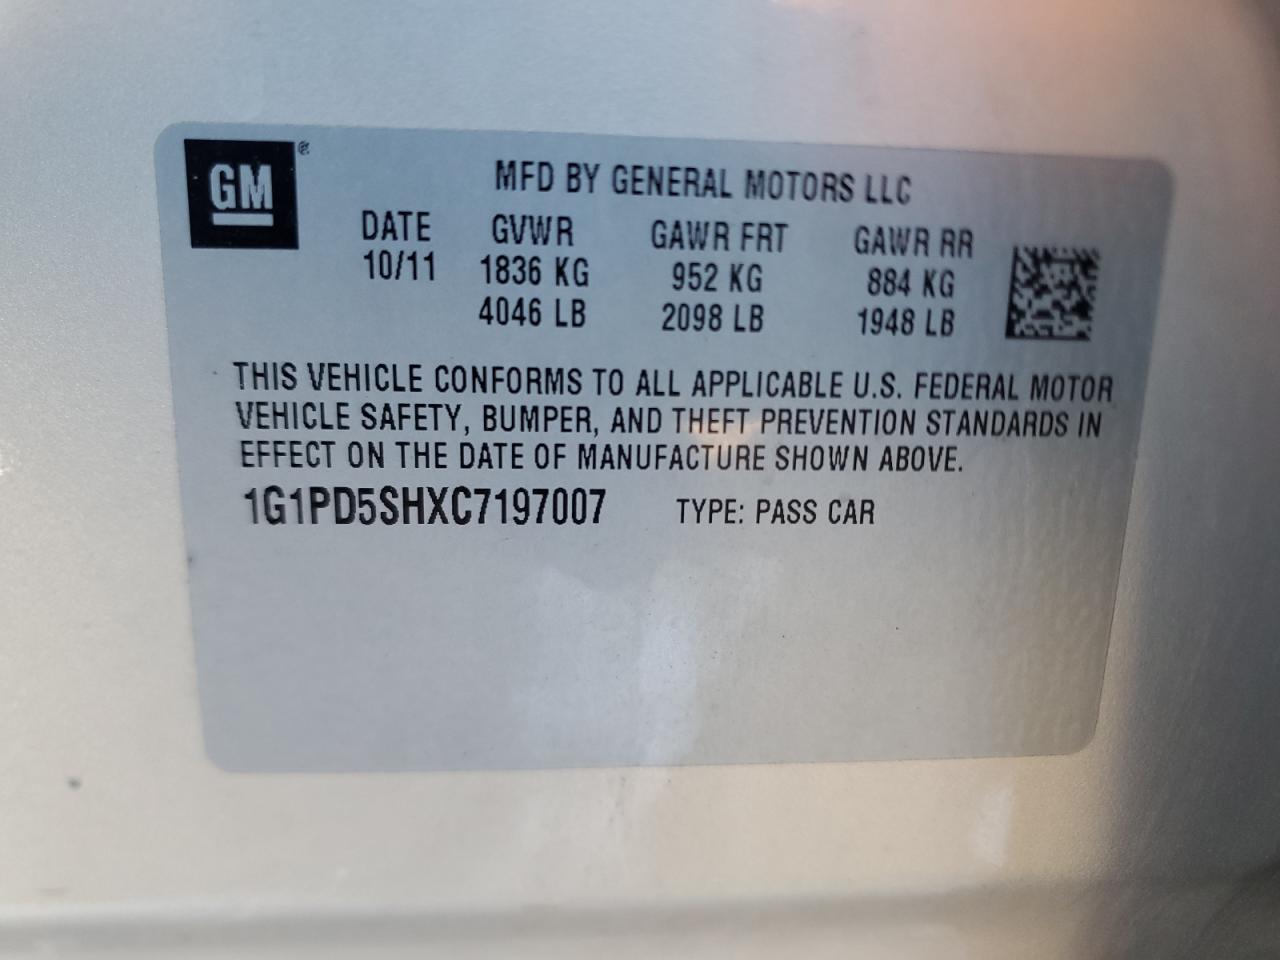 GM ®
MFD BY GENERAL MOTORS LLC
DATE GVWR GAWR FRT GAWR RR
10/11 1836 KG 952 KG 884 KG
4046 LB 2098 LB 1948 LB
THIS VEHICLE CONFORMS TO ALL APPLICABLE U.S. FEDERAL MOTOR
VEHICLE SAFETY, BUMPER, AND THEFT PREVENTION STANDARDS IN
EFFECT ON THE DATE OF MANUFACTURE SHOWN ABOVE.
1G1PD5SHXC7197007 TYPE: PASS CAR